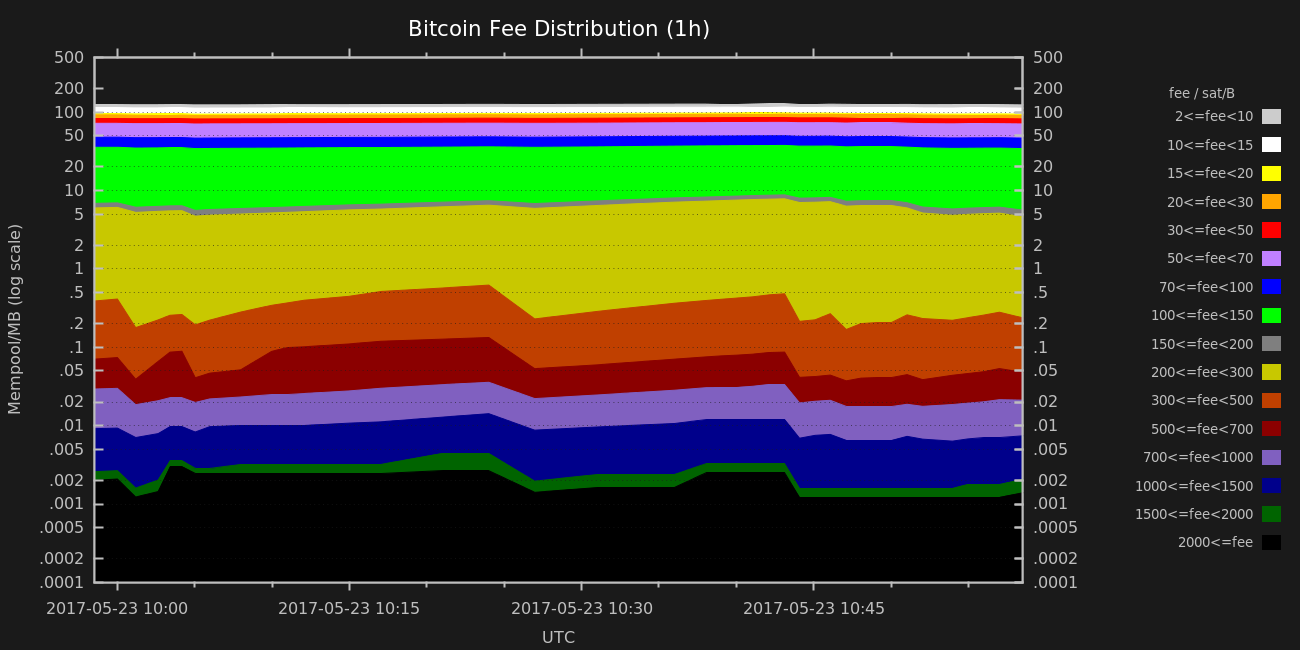 Bitcoin Fee Distribution (1h)
500
200
100
50
20
10
5
2
1
.5
.2
.1
.05
.02
.01
.005
.002
.001
.0005
.0002
.0001
Mempool/MB (log scale)
500
200
100
50
20
10
5
2
1
.5
.2
.1
.05
.02
.01
.005
.002
.001
.0005
.0002
.0001
2017-05-23 10:00 2017-05-23 10:15 2017-05-23 10:30 2017-05-23 10:45
UTC
fee / sat/B
2<=fee<10
10<=fee<15
15<=fee<20
20<=fee<30
30<=fee<50
50<=fee<70
70<=fee<100
100<=fee<150
150<=fee<200
200<=fee<300
300<=fee<500
500<=fee<700
700<=fee<1000
1000<=fee<1500
1500<=fee<2000
2000<=fee